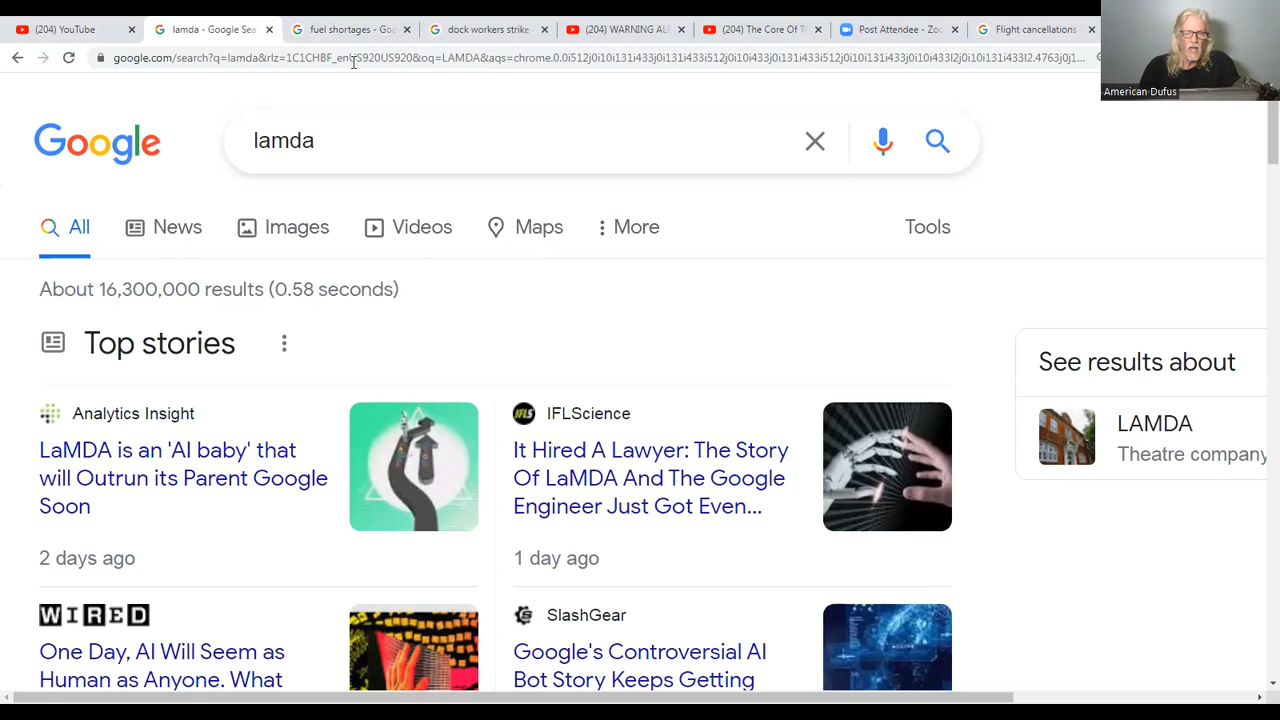 (204) YouTube
lamda - Google Sea
fuel shortages - Goo
dock workers strike -
(204) WARNING ALE
(204) The Core Of Th
Post Attendee - Zoo
Flight cancellations
google.com/search?q=lamda&rlz=1C1CHBF_enUS920US920&oq=LAMDA&aqs=chrome.0.0i512j0i10i131i433j0i131i433i512j0i10i433j0i131i433i512j0i10i433l2j0i10i131i433l2.4763j0j1...
American Dufus
Google
lamda
All
News
Images
Videos
Maps
More
Tools
About 16,300,000 results (0.58 seconds)
Top stories
See results about
LAMDA
Theatre company
Analytics Insight
LaMDA is an 'AI baby' that
will Outrun its Parent Google
Soon
2 days ago
IFLS
IFLScience
It Hired A Lawyer: The Story
Of LaMDA And The Google
Engineer Just Got Even...
1 day ago
WIRED
One Day, AI Will Seem as
Human as Anyone. What
SlashGear
Google's Controversial AI
Bot Story Keeps Getting